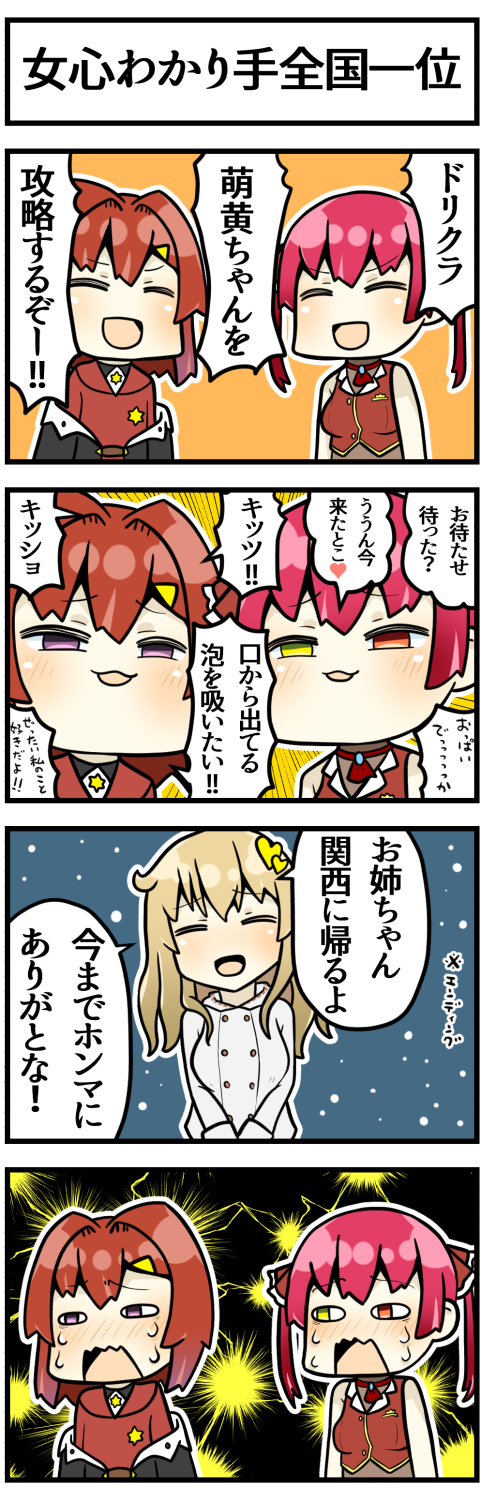 女心わかり手全国一位
ドリクラ
萌黄ちゃんを
攻略するぞー!!
お待たせ
待った?
ううん今
来たとこ♥
キッツ!!
口から出てる
泡を吸いたい!!
キッショ
おっぱい
でっっっっか
ぜったい私のこと
好きだよ!!
お姉ちゃん
関西に帰るよ
※エンディング
今までホンマに
ありがとな!